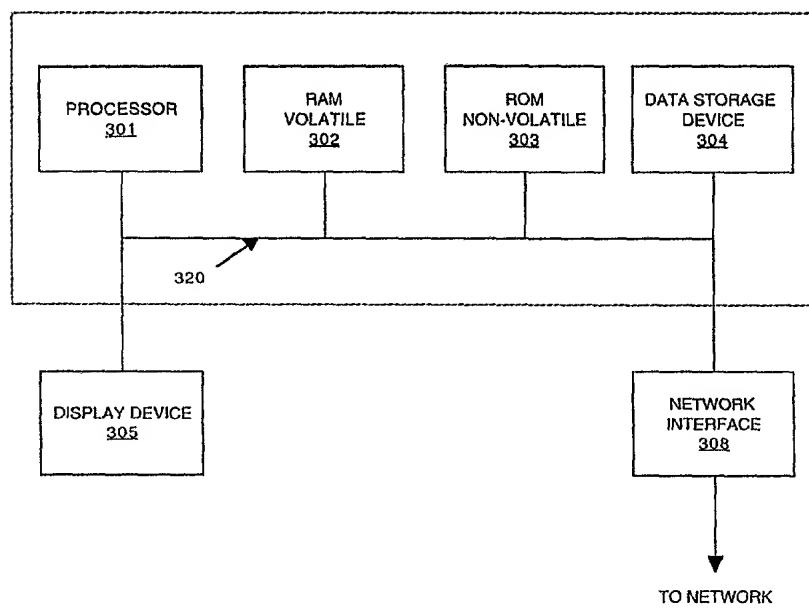 PROCESSOR
301
RAM
VOLATILE
302
ROM
NON-VOLATILE
303
DATA STORAGE
DEVICE
304
320
DISPLAY DEVICE
305
NETWORK
INTERFACE
308
TO NETWORK